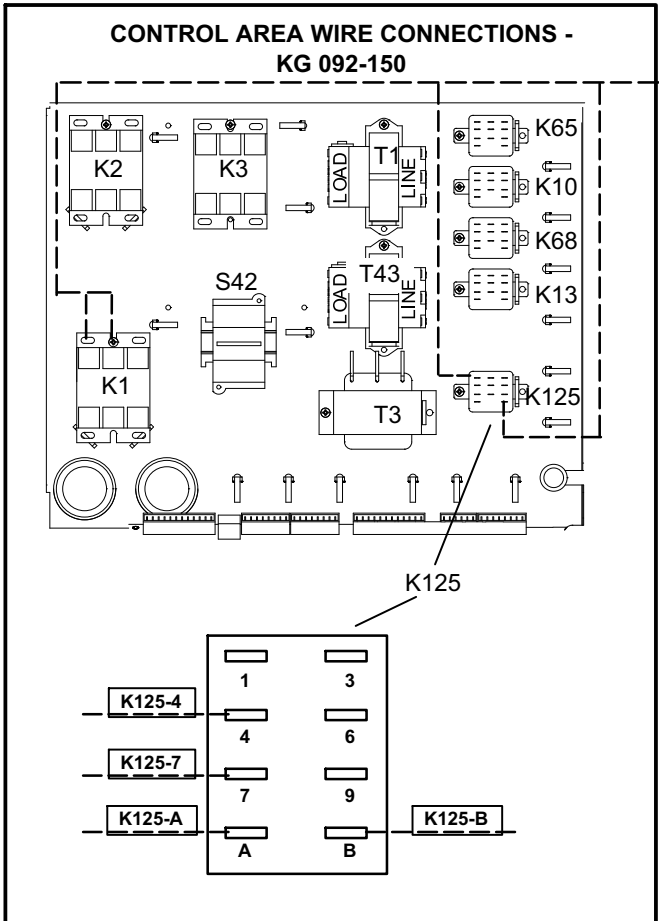 CONTROL AREA WIRE CONNECTIONS -
KG 092-150
K2
K3
LOAD
T1
LINE
K65
K10
K68
K13
S42
LOAD
T43
LINE
K1
T3
K125
K125
1
3
K125-4
4
6
K125-7
7
9
K125-A
A
B
K125-B